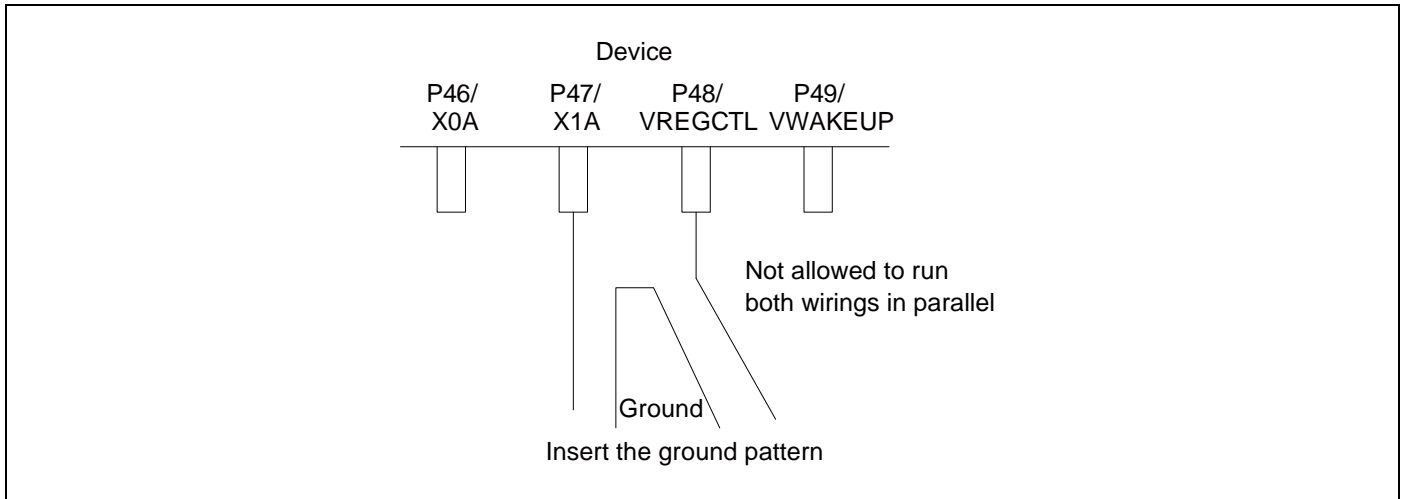 Device
P46/ P47/ P48/ P49/
X0A X1A VREGCTL VWAKEUP
Not allowed to run
both wirings in parallel
Ground
Insert the ground pattern